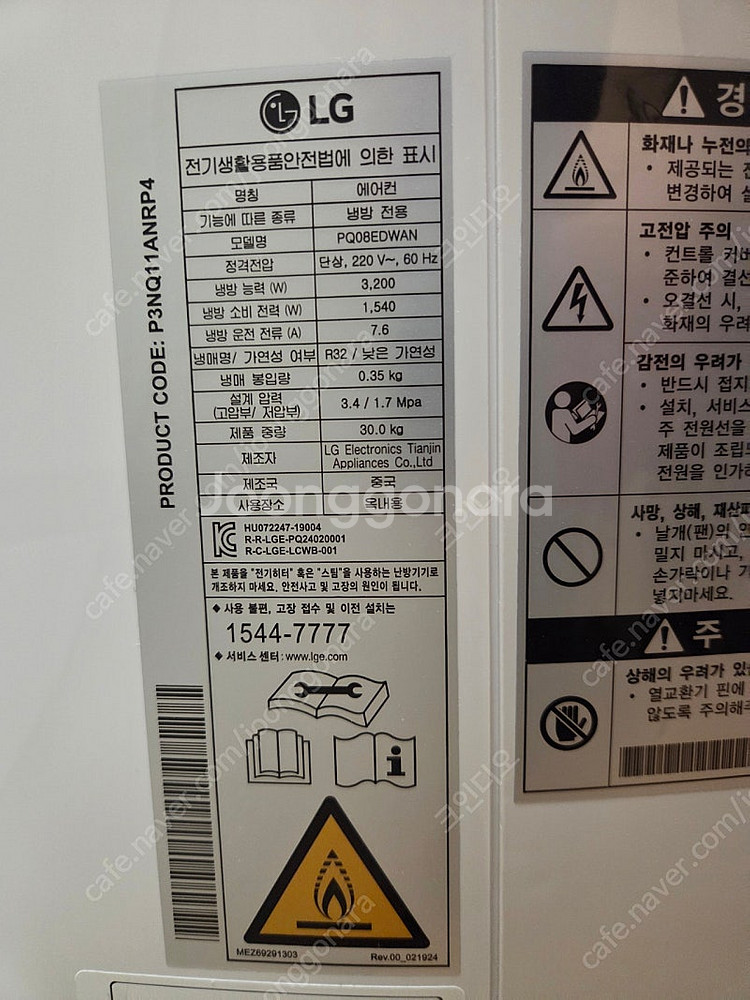 LG
전기생활용품안전법에 의한 표시
명칭 에어컨
기능에 따른 종류 냉방 전용
모델명 PQ08EDWAN
정격전압 단상, 220 V~, 60 Hz
냉방 능력 (W) 3,200
냉방 소비 전력 (W) 1,540
냉방 운전 전류 (A) 7.6
냉매명/ 가연성 여부 R32 / 낮은 가연성
냉매 봉입량 0.35 kg
설계 압력
(고압부/ 저압부) 3.4 / 1.7 Mpa
제품 중량 30.0 kg
제조자 LG Electronics Tianjin
Appliances Co.,Ltd
제조국 중국
사용장소 옥내용
HU072247-19004
R-R-LGE-PQ24020001
R-C-LGE-LCWB-001
본 제품을 "전기히터" 혹은 "스팀"을 사용하는 난방기기로
개조하지 마세요. 안전사고 및 고장의 원인이 됩니다.
◆ 사용 불편, 고장 접수 및 이전 설치는
1544-7777
◆ 서비스 센터: www.lge.com
MEZ69291303 Rev.00_021924
PRODUCT CODE: P3NQ11ANRP4
경
화재나 누전의
• 제공되는 전
변경하여 설
고전압 주의
• 컨트롤 커버
준하여 결선
• 오결선 시,
화재의 우려
감전의 우려가
• 반드시 접지
• 설치, 서비스
주 전원선을
제품이 조립되
전원을 인가하
사망, 상해, 재산피
• 날개(팬)의 안
밀지 마시고,
손가락이나 기
넣지마세요.
주
상해의 우려가 있
• 열교환기 핀에
않도록 주의해주
Joonggonara
cafe.naver.com/joonggonara
코인디오